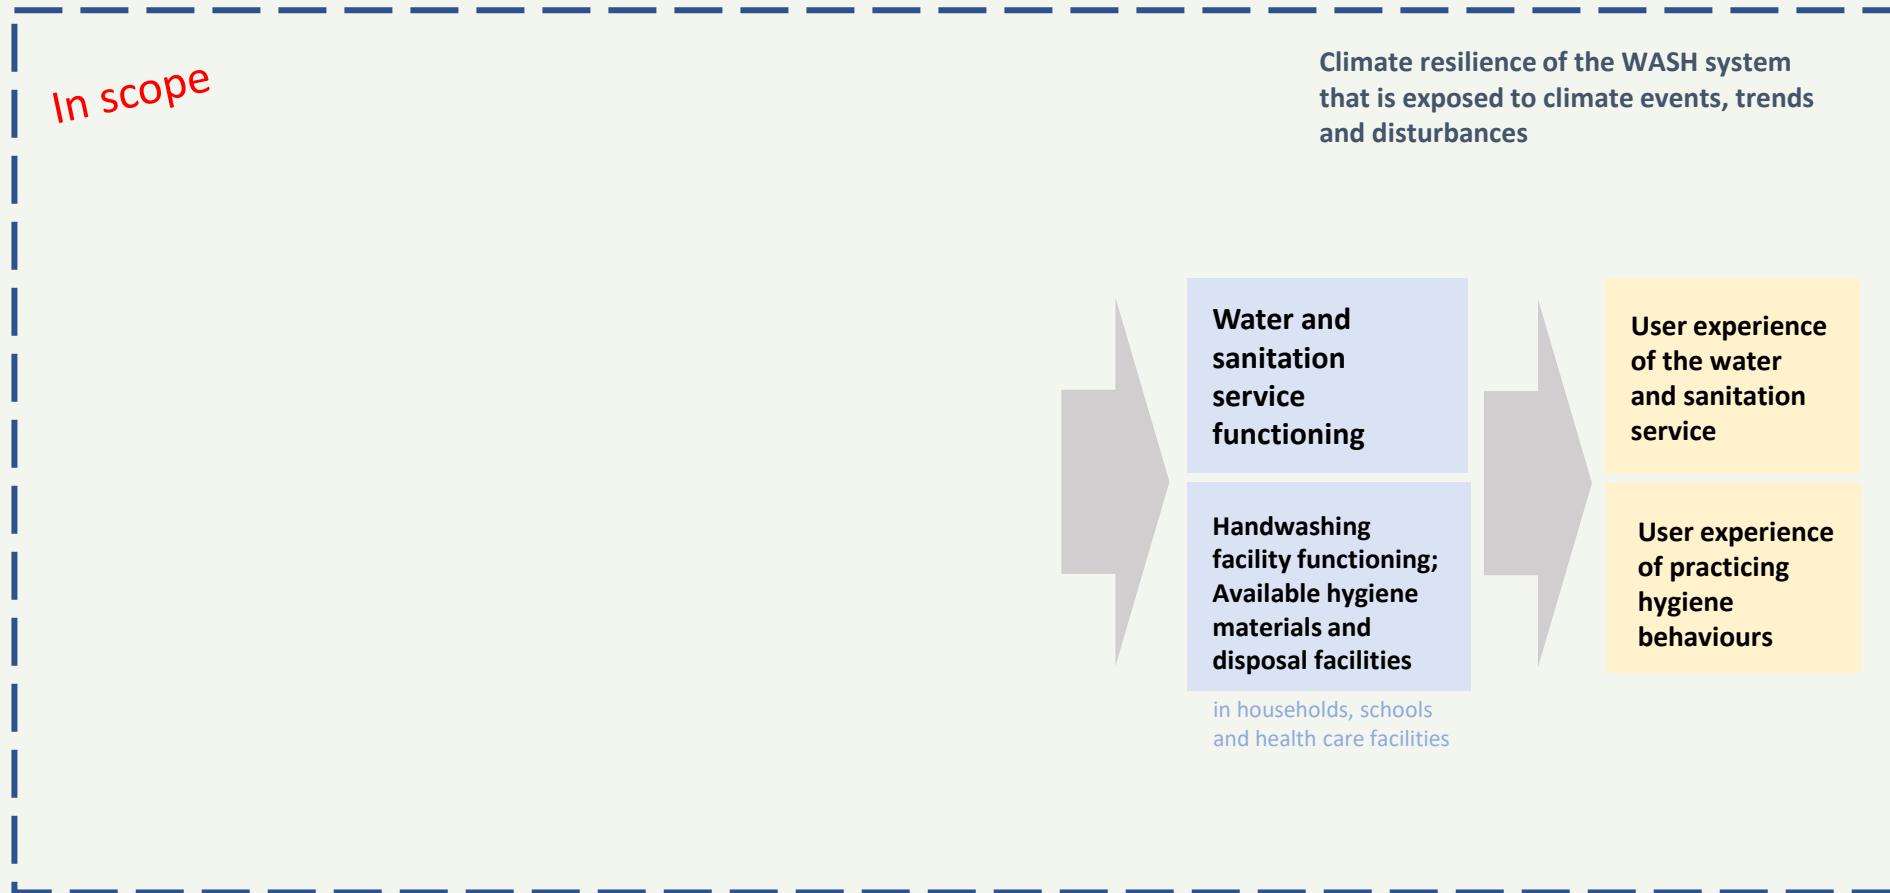 In scope
Climate resilience of the WASH system
that is exposed to climate events, trends
and disturbances
Water and
sanitation
service
functioning
User experience
of the water
and sanitation
service
Handwashing
facility functioning;
Available hygiene
materials and
disposal facilities
User experience
of practicing
hygiene
behaviours
in households, schools
and health care facilities